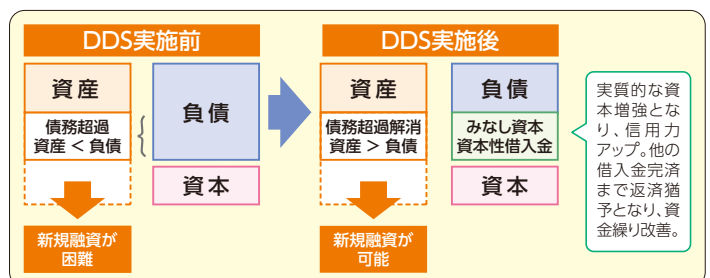 DDS実施前
資産
債務超過
資産 < 負債
負債
資本
新規融資が
困難
DDS実施後
資産
債務超過解消
資産 > 負債
負債
みなし資本
資本性借入金
資本
新規融資が
可能
実質的な資
本増強とな
り、信用力
アップ。他の
借入金完済
まで返済猶
予となり、資
金繰り改善。